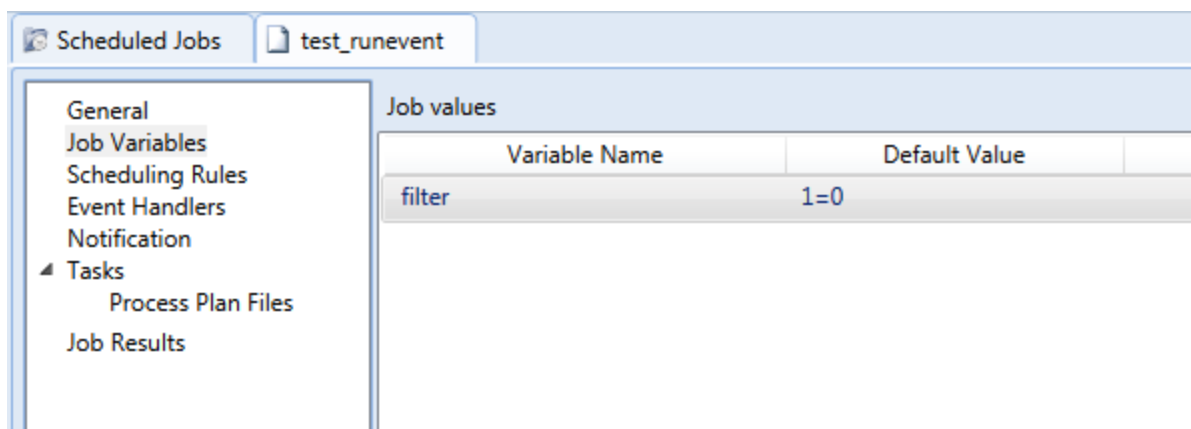 Scheduled Jobs test_runevent
General
Job Variables
Scheduling Rules
Event Handlers
Notification
Tasks
Process Plan Files
Job Results
Job values
Variable Name Default Value
filter 1=0